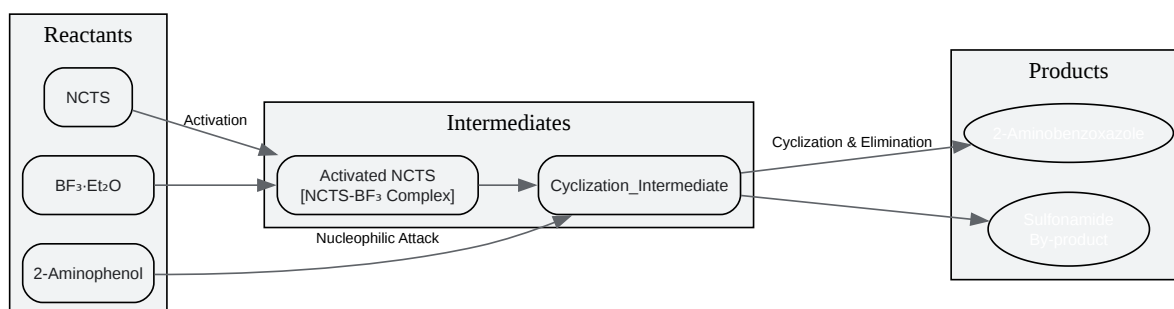 Reactants
NCTS
BF₃·Et₂O
2-Aminophenol
Activation
Nucleophilic Attack
Intermediates
Activated NCTS
[NCTS-BF₃ Complex]
Cyclization_Intermediate
Cyclization & Elimination
Products
2-Aminobenzoxazole
Sulfonamide
By-product